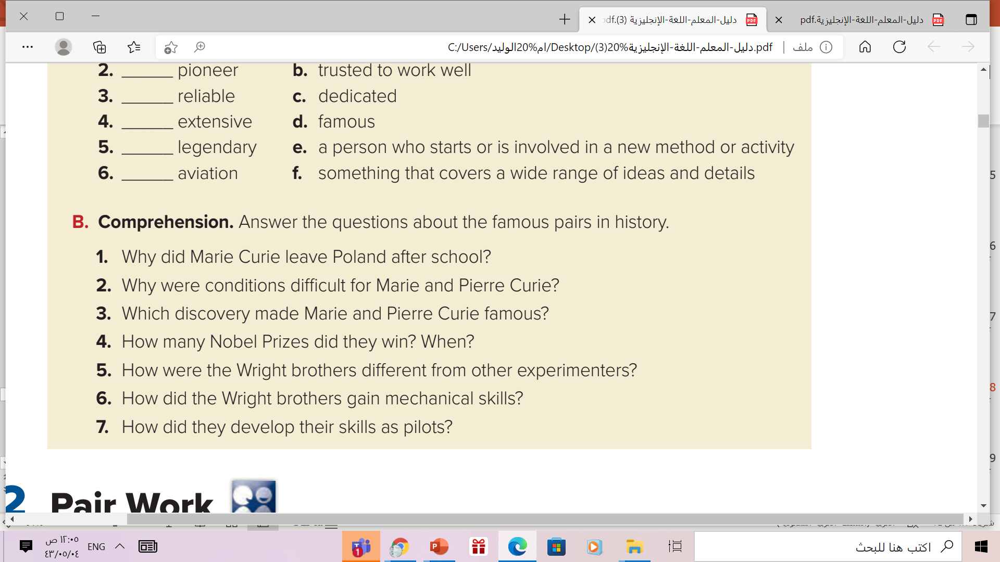 دليل-المعلم-اللغة-الإنجليزية.pdf
دليل-المعلم-اللغة-الإنجليزية (3).pdf
ملف
C:/Users/ام%20الوليد/Desktop/دليل-المعلم-اللغة-الإنجليزية%20(3).pdf
2. ______ pioneer b. trusted to work well
3. ______ reliable c. dedicated
4. ______ extensive d. famous
5. ______ legendary e. a person who starts or is involved in a new method or activity
6. ______ aviation f. something that covers a wide range of ideas and details
B. Comprehension. Answer the questions about the famous pairs in history.
1. Why did Marie Curie leave Poland after school?
2. Why were conditions difficult for Marie and Pierre Curie?
3. Which discovery made Marie and Pierre Curie famous?
4. How many Nobel Prizes did they win? When?
5. How were the Wright brothers different from other experimenters?
6. How did the Wright brothers gain mechanical skills?
7. How did they develop their skills as pilots?
2 Pair Work
5
6
7
8
9
اكتب هنا للبحث
ENG
١٢:٠٥ ص
٤٣/٠٥/٠٤